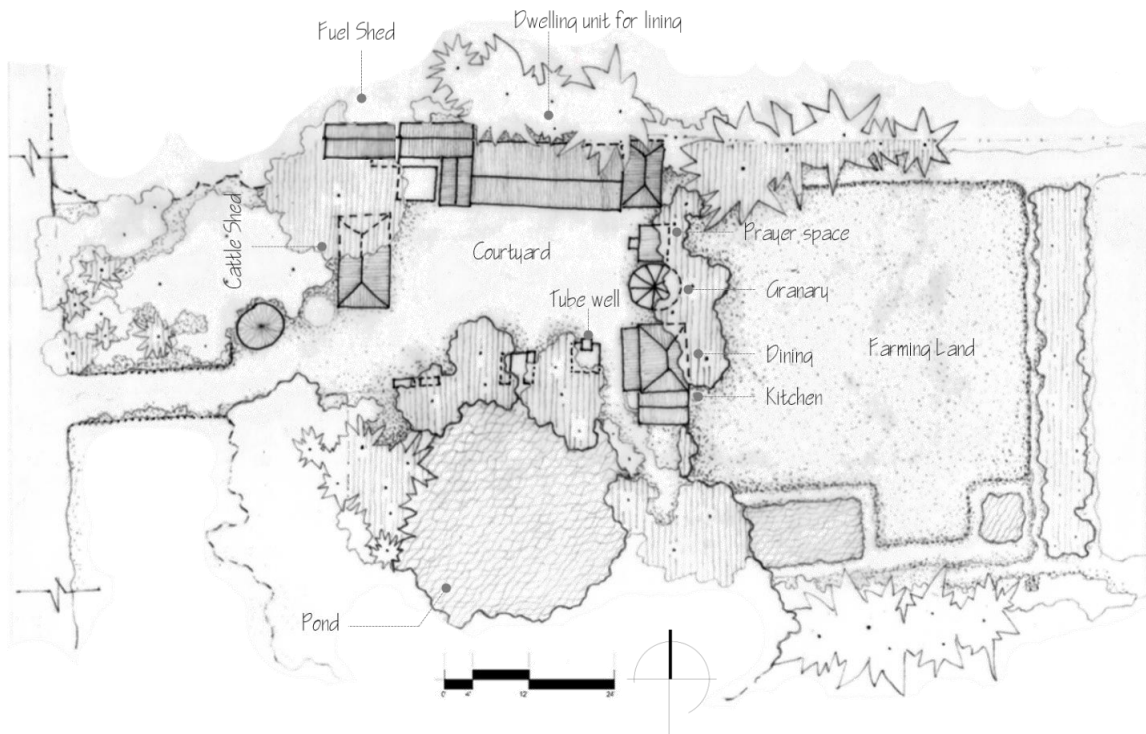 Dwelling unit for lining
Fuel Shed
Cattle Shed
Courtyard
Prayer space
Tube well
Granary
Dining
Farming Land
Kitchen
Pond
0' 4' 12' 24'